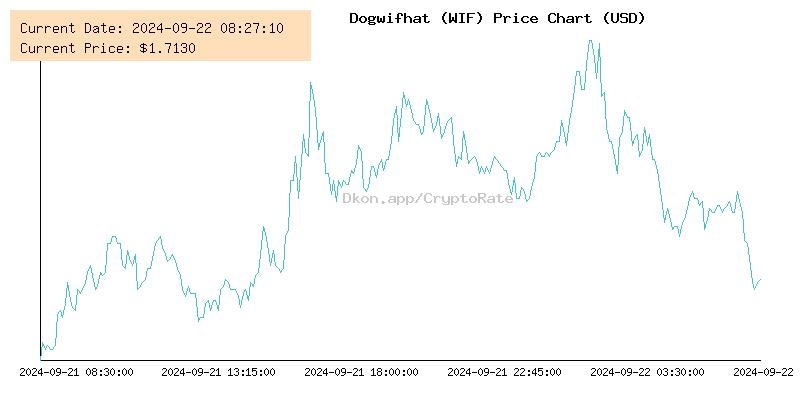 Dogwifhat (WIF) Price Chart (USD)
Current Date: 2024-09-22 08:27:10
Current Price: $1.7130
Dkon.app/CryptoRate
2024-09-21 08:30:00
2024-09-21 13:15:00
2024-09-21 18:00:00
2024-09-21 22:45:00
2024-09-22 03:30:00
2024-09-22